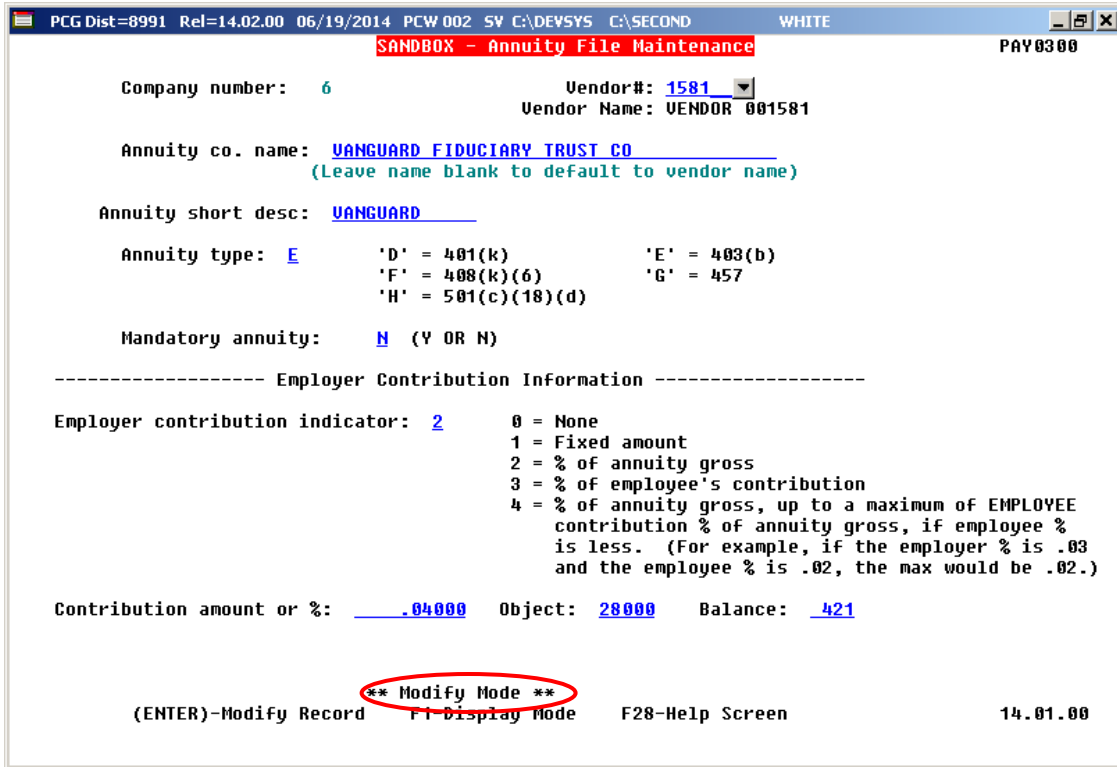 PCG Dist=8991 Rel=14.02.00 06/19/2014 PCW 002 SV C:\DEVSYS C:\SECOND WHITE
SANDBOX - Annuity File Maintenance PAY0300
Company number: 6 Vendor#: 1581
Vendor Name: VENDOR 001581
Annuity co. name: VANGUARD FIDUCIARY TRUST CO
(Leave name blank to default to vendor name)
Annuity short desc: VANGUARD
Annuity type: E 'D' = 401(k) 'E' = 403(b)
'F' = 408(k)(6) 'G' = 457
'H' = 501(c)(18)(d)
Mandatory annuity: N (Y OR N)
------------------- Employer Contribution Information -------------------
Employer contribution indicator: 2 0 = None
1 = Fixed amount
2 = % of annuity gross
3 = % of employee's contribution
4 = % of annuity gross, up to a maximum of EMPLOYEE
contribution % of annuity gross, if employee %
is less. (For example, if the employer % is .03
and the employee % is .02, the max would be .02.)
Contribution amount or %: .04000 Object: 28000 Balance: 421
** Modify Mode **
(ENTER)-Modify Record F1-Display Mode F28-Help Screen 14.01.00